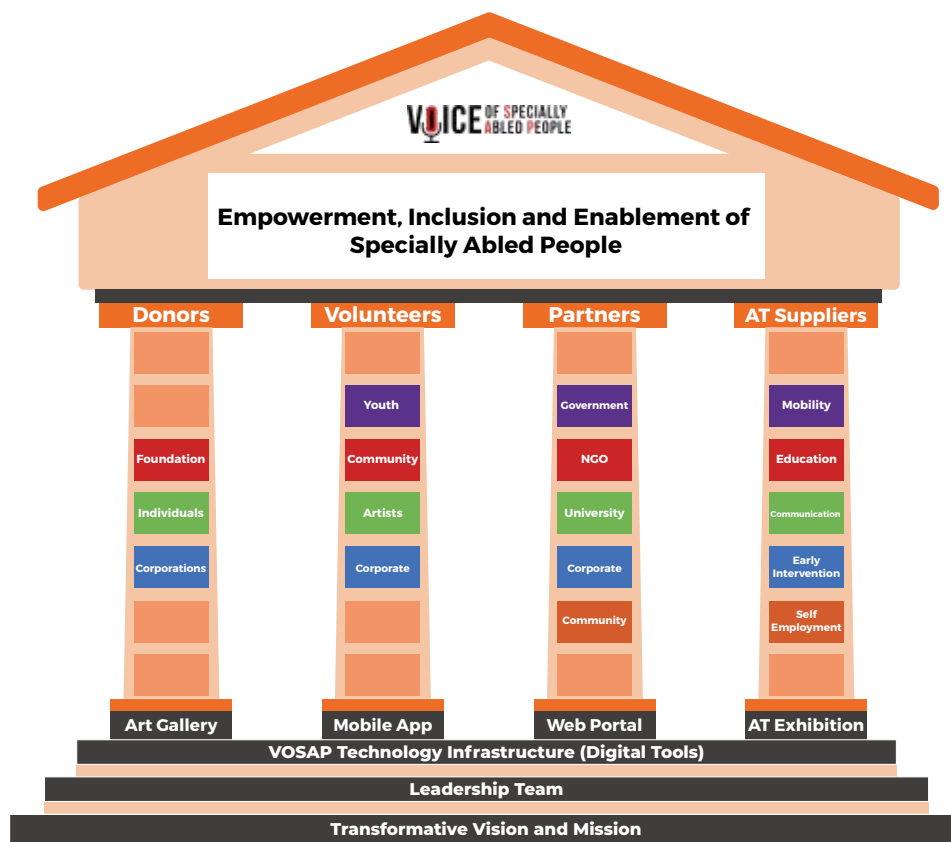 VOICE OF SPECIALLY ABLED PEOPLE
Empowerment, Inclusion and Enablement of
Specially Abled People
Donors
Volunteers
Partners
AT Suppliers
Youth
Government
Mobility
Foundation
Community
NGO
Education
Individuals
Artists
University
Communication
Corporations
Corporate
Corporate
Early
Intervention
Community
Self
Employment
Art Gallery
Mobile App
Web Portal
AT Exhibition
VOSAP Technology Infrastructure (Digital Tools)
Leadership Team
Transformative Vision and Mission